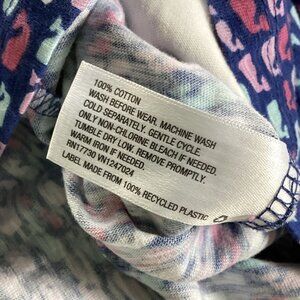 100% COTTON
WASH BEFORE WEAR. MACHINE WASH
COLD SEPARATELY. GENTLE CYCLE
ONLY NON-CHLORINE BLEACH IF NEEDED.
TUMBLE DRY LOW. REMOVE PROMPTLY.
WARM IRON IF NEEDED.
RN17730 WI1247024
LABEL MADE FROM 100% RECYCLED PLASTIC